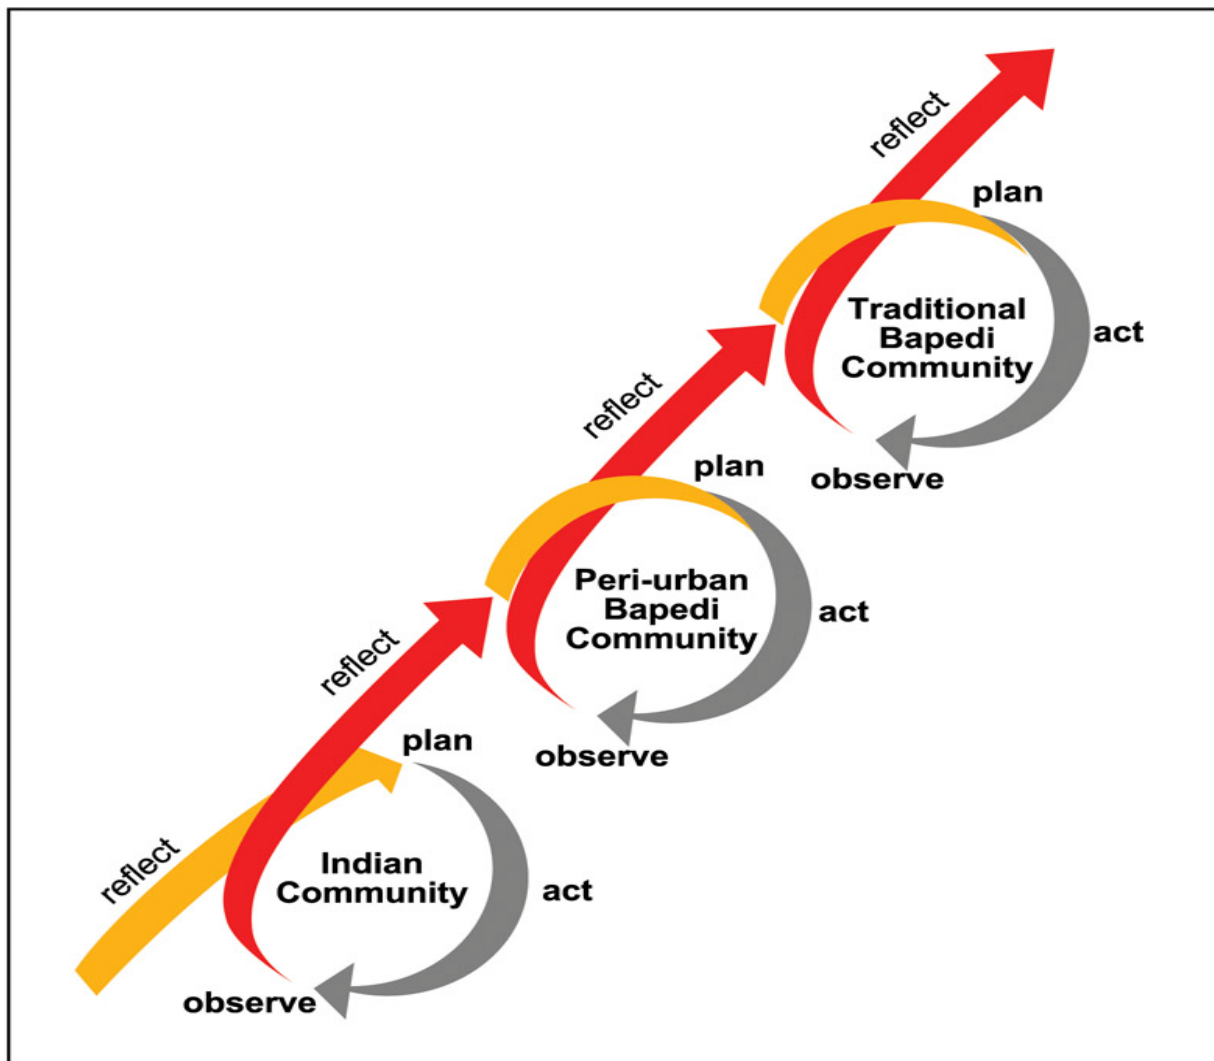 reflect
plan
Traditional
Bapedi
Community
act
observe
reflect
plan
Peri-urban
Bapedi
Community
act
observe
reflect
plan
Indian
Community
act
observe
reflect